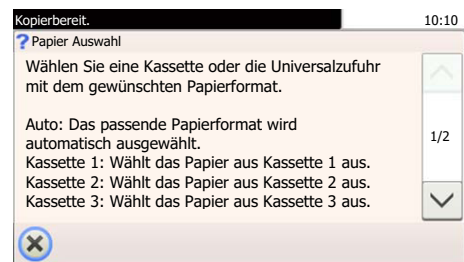 Kopierbereit. 10:10
? Papier Auswahl
Wählen Sie eine Kassette oder die Universalzufuhr
mit dem gewünschten Papierformat.
Auto: Das passende Papierformat wird
automatisch ausgewählt.
Kassette 1: Wählt das Papier aus Kassette 1 aus.
Kassette 2: Wählt das Papier aus Kassette 2 aus.
Kassette 3: Wählt das Papier aus Kassette 3 aus.
1/2